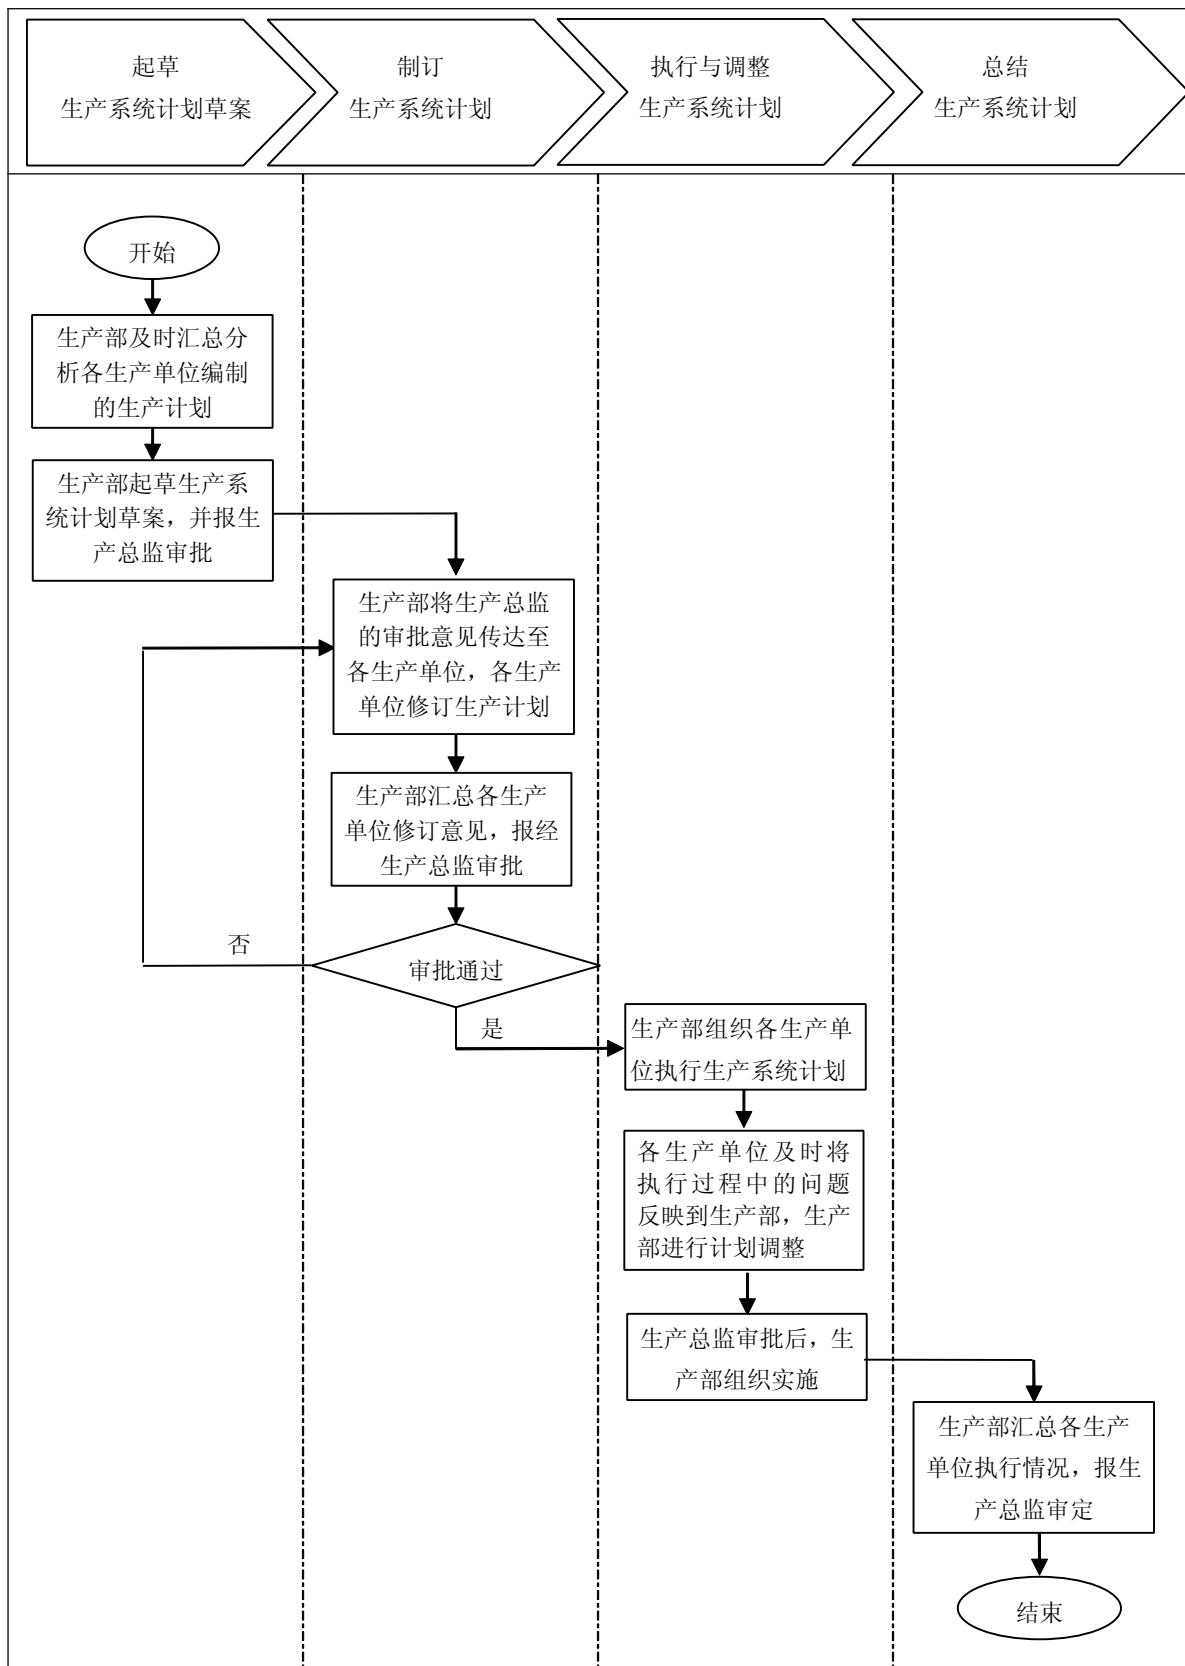 起草
生产系统计划草案
制订
生产系统计划
执行与调整
生产系统计划
总结
生产系统计划
开始
生产部及时汇总分
析各生产单位编制
的生产计划
生产部起草生产系
统计划草案，并报生
产总监审批
生产部将生产总监
的审批意见传达至
各生产单位，各生产
单位修订生产计划
生产部汇总各生产
单位修订意见，报经
生产总监审批
否
审批通过
是
生产部组织各生产单
位执行生产系统计划
各生产单位及时将
执行过程中的问题
反映到生产部，生产
部进行计划调整
生产总监审批后，生
产部组织实施
生产部汇总各生产
单位执行情况，报生
产总监审定
结束